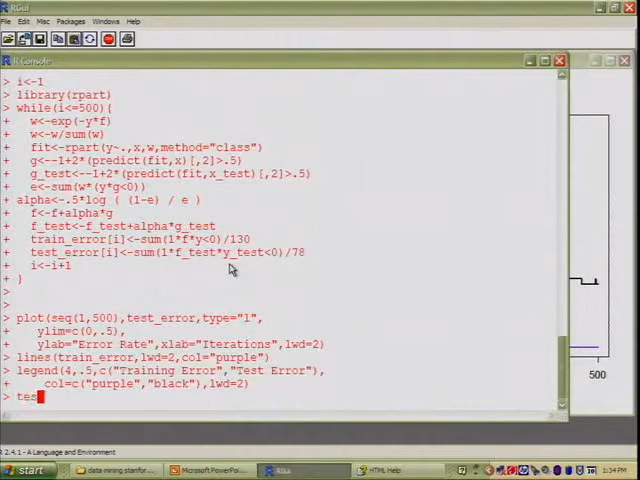 RGui
File Edit Misc Packages Windows Help
R Console
> i<-1
> library(rpart)
> while(i<=500){
+ w<-exp(-y*f)
+ w<-w/sum(w)
+ fit<-rpart(y~.,x,w,method="class")
+ g<--1+2*(predict(fit,x)[,2]>.5)
+ g_test<--1+2*(predict(fit,x_test)[,2]>.5)
+ e<-sum(w*(y*g<0))
+ alpha<-.5*log ( (1-e) / e )
+ f<-f+alpha*g
+ f_test<-f_test+alpha*g_test
+ train_error[i]<-sum(1*f*y<0)/130
+ test_error[i]<-sum(1*f_test*y_test<0)/78
+ i<-i+1
+ }
>
>
> plot(seq(1,500),test_error,type="l",
+ ylim=c(0,.5),
+ ylab="Error Rate",xlab="Iterations",lwd=2)
> lines(train_error,lwd=2,col="purple")
> legend(4,.5,c("Training Error","Test Error"),
+ col=c("purple","black"),lwd=2)
> tes
500
R 2.4.1 - A Language and Environment
start
data mining stanfor...
Microsoft PowerPoi...
RGui
HTML Help
1:34 PM